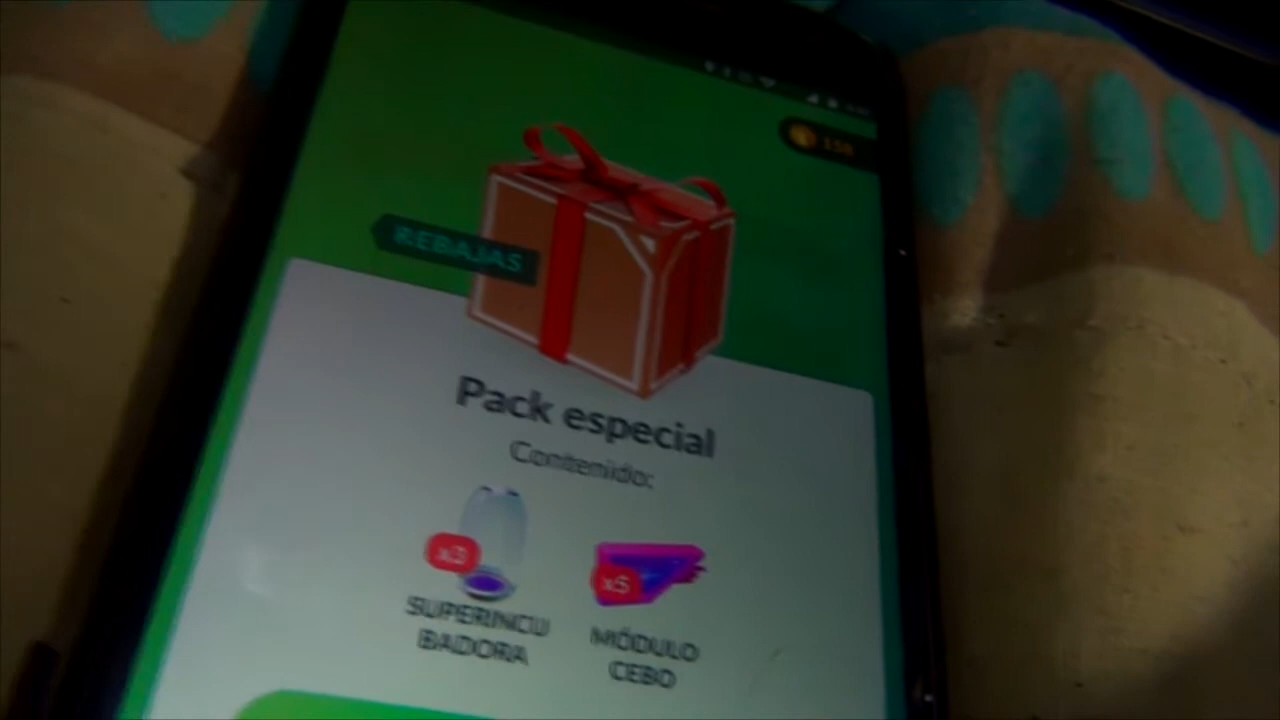 REBAJAS
Pack especial
Contenido:
x3
x5
SUPERINCU
BADORA
MÓDULO
CEBO